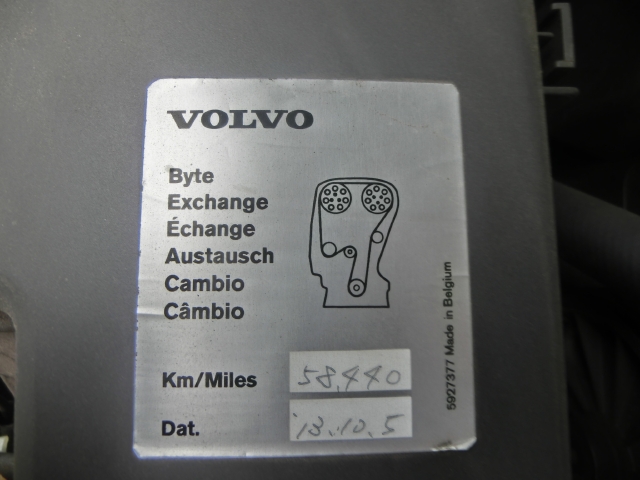 VOLVO
Byte
Exchange
Échange
Austausch
Cambio
Câmbio
Km/Miles 58,440
Dat. '13.10.5
5927377 Made in Belgium